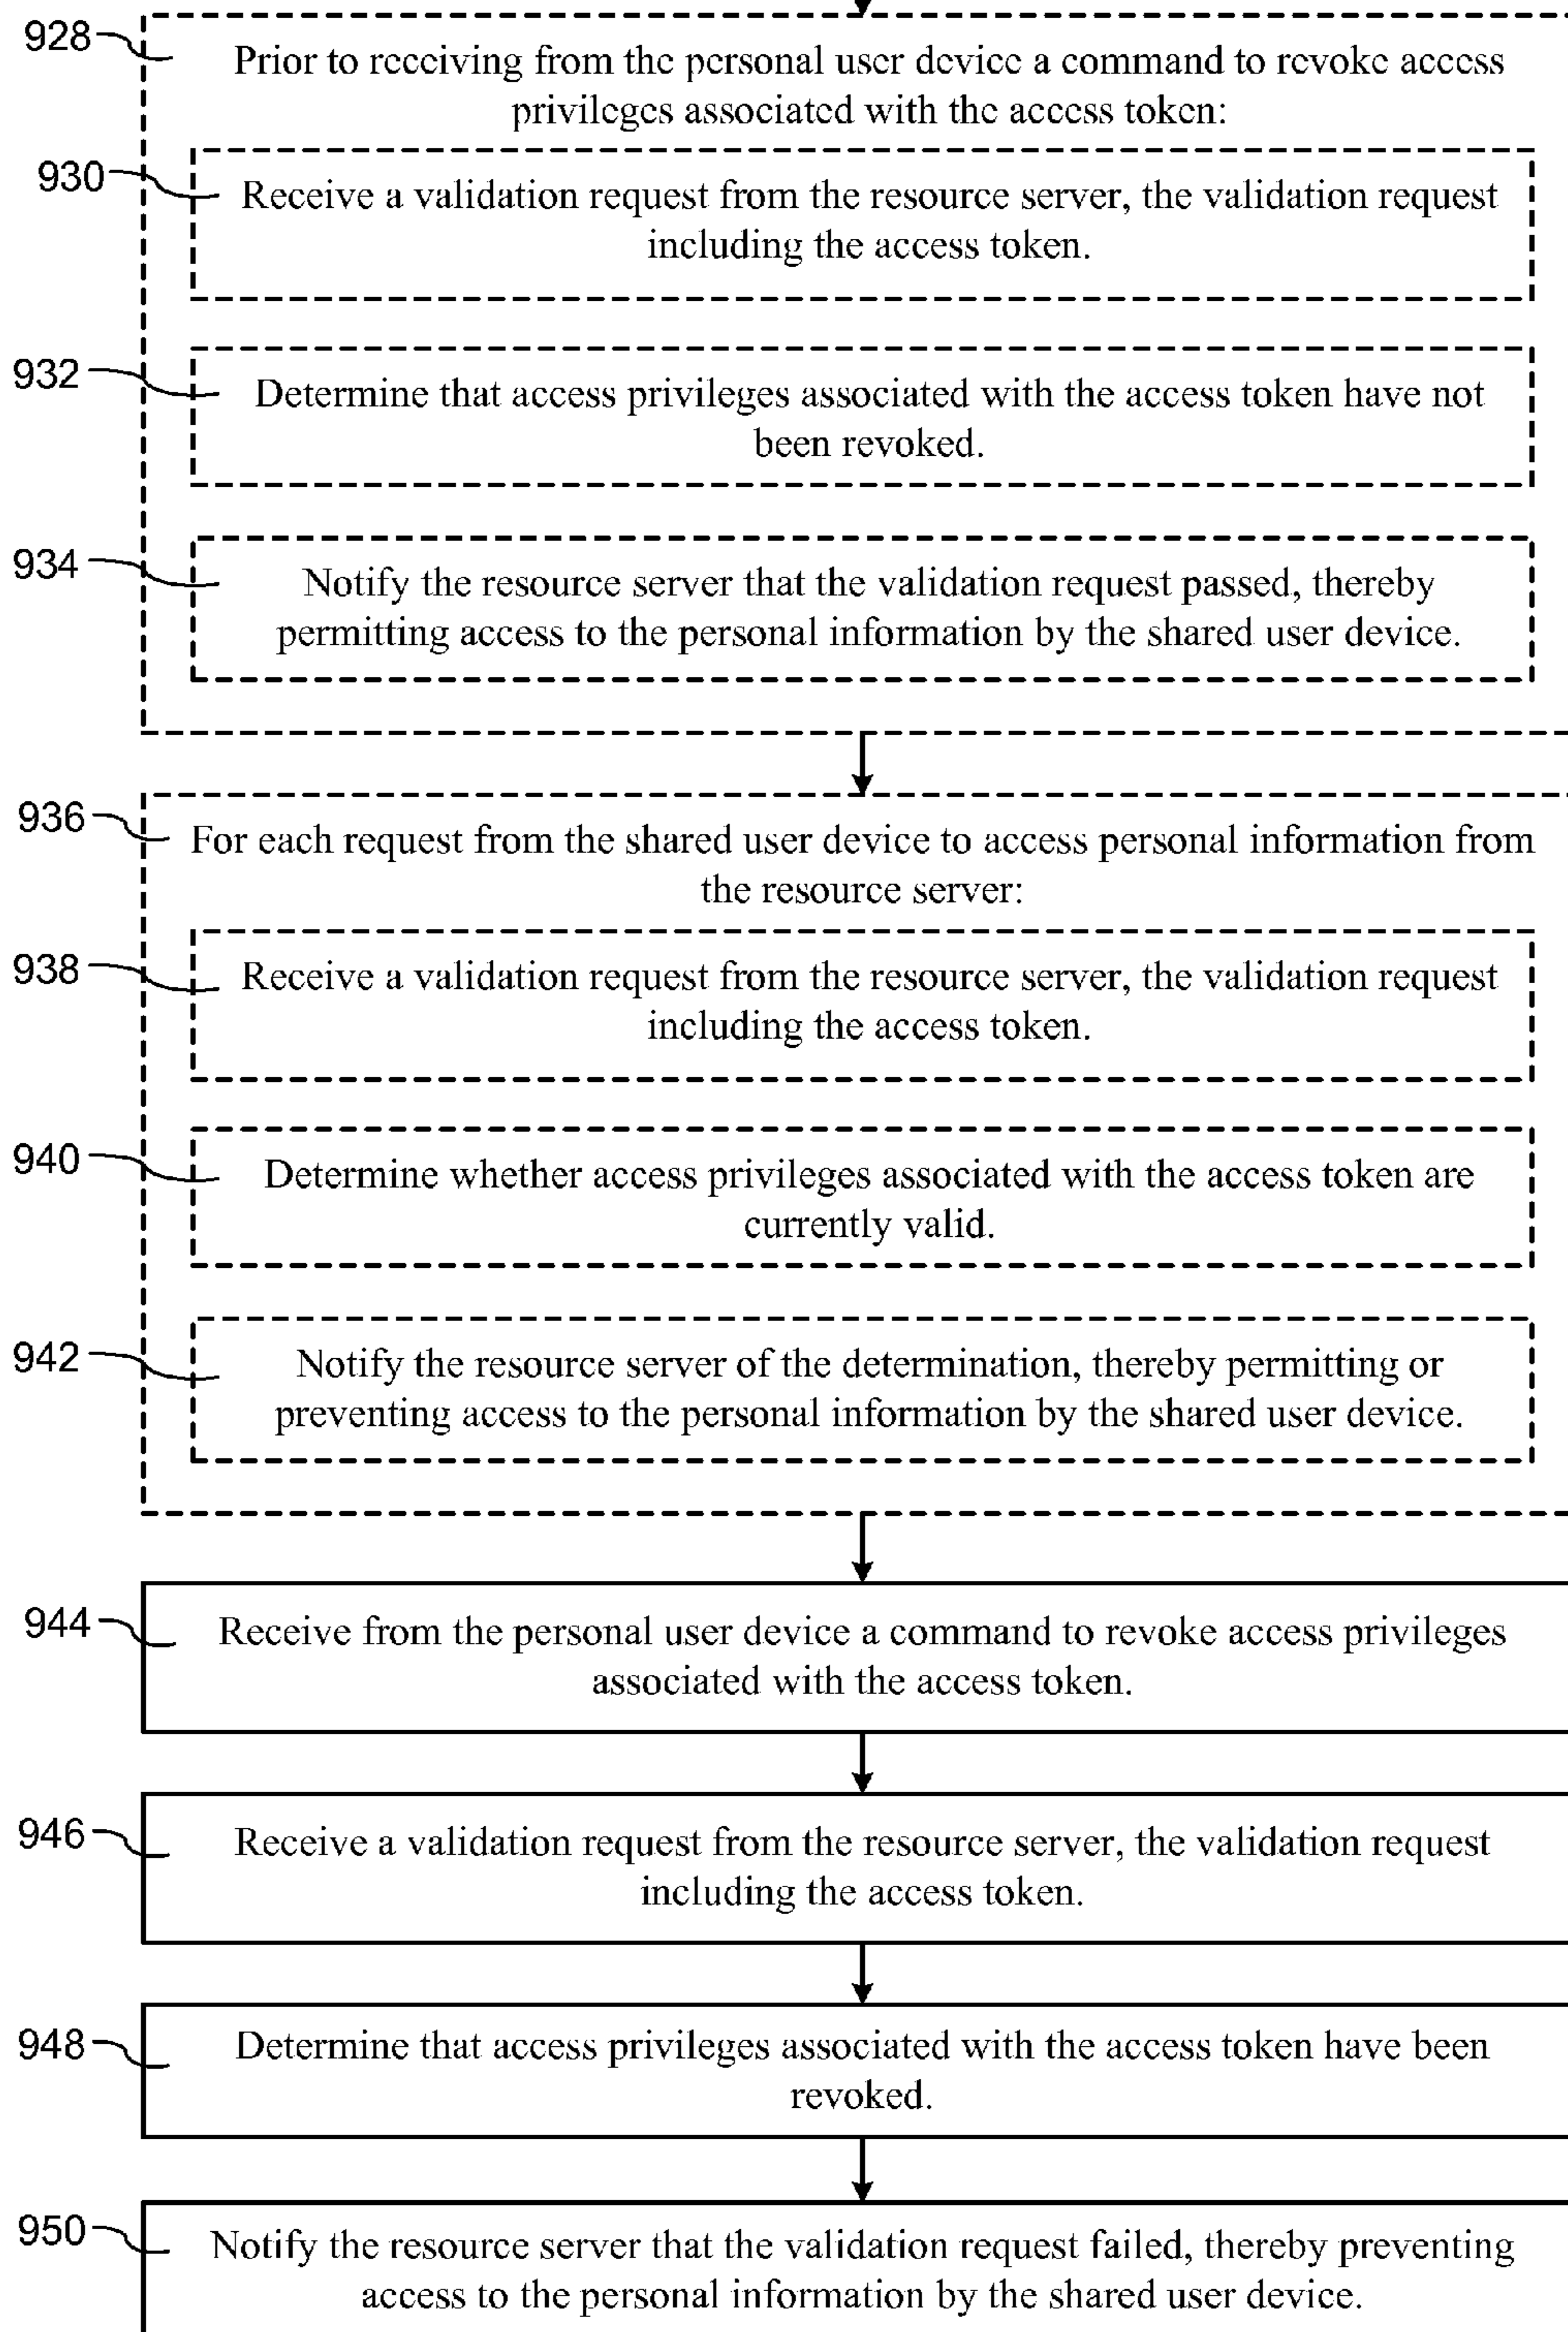 928
Prior to receiving from the personal user device a command to revoke access
privileges associated with the access token:
930
Receive a validation request from the resource server, the validation request
including the access token.
932
Determine that access privileges associated with the access token have not
been revoked.
934
Notify the resource server that the validation request passed, thereby
permitting access to the personal information by the shared user device.
936
For each request from the shared user device to access personal information from
the resource server:
938
Receive a validation request from the resource server, the validation request
including the access token.
940
Determine whether access privileges associated with the access token are
currently valid.
942
Notify the resource server of the determination, thereby permitting or
preventing access to the personal information by the shared user device.
944
Receive from the personal user device a command to revoke access privileges
associated with the access token.
946
Receive a validation request from the resource server, the validation request
including the access token.
948
Determine that access privileges associated with the access token have been
revoked.
950
Notify the resource server that the validation request failed, thereby preventing
access to the personal information by the shared user device.